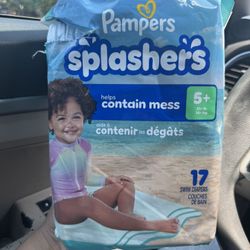 Pampers
splashers
helps
contain mess
5+
aide à
contenir les dégâts
17
SWIM DIAPERS
COUCHES
DE BAIN